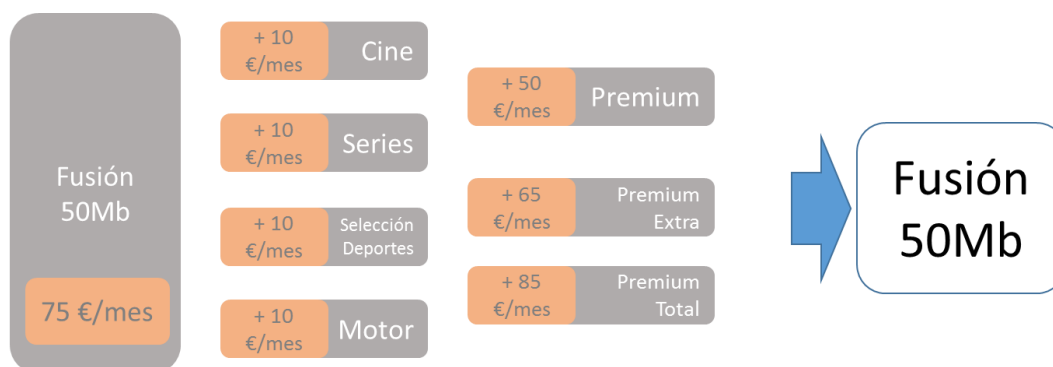 Fusión
50Mb
75 €/mes
+ 10
€/mes
Cine
+ 10
€/mes
Series
+ 10
€/mes
Selección
Deportes
+ 10
€/mes
Motor
+ 50
€/mes
Premium
+ 65
€/mes
Premium
Extra
+ 85
€/mes
Premium
Total
Fusión
50Mb